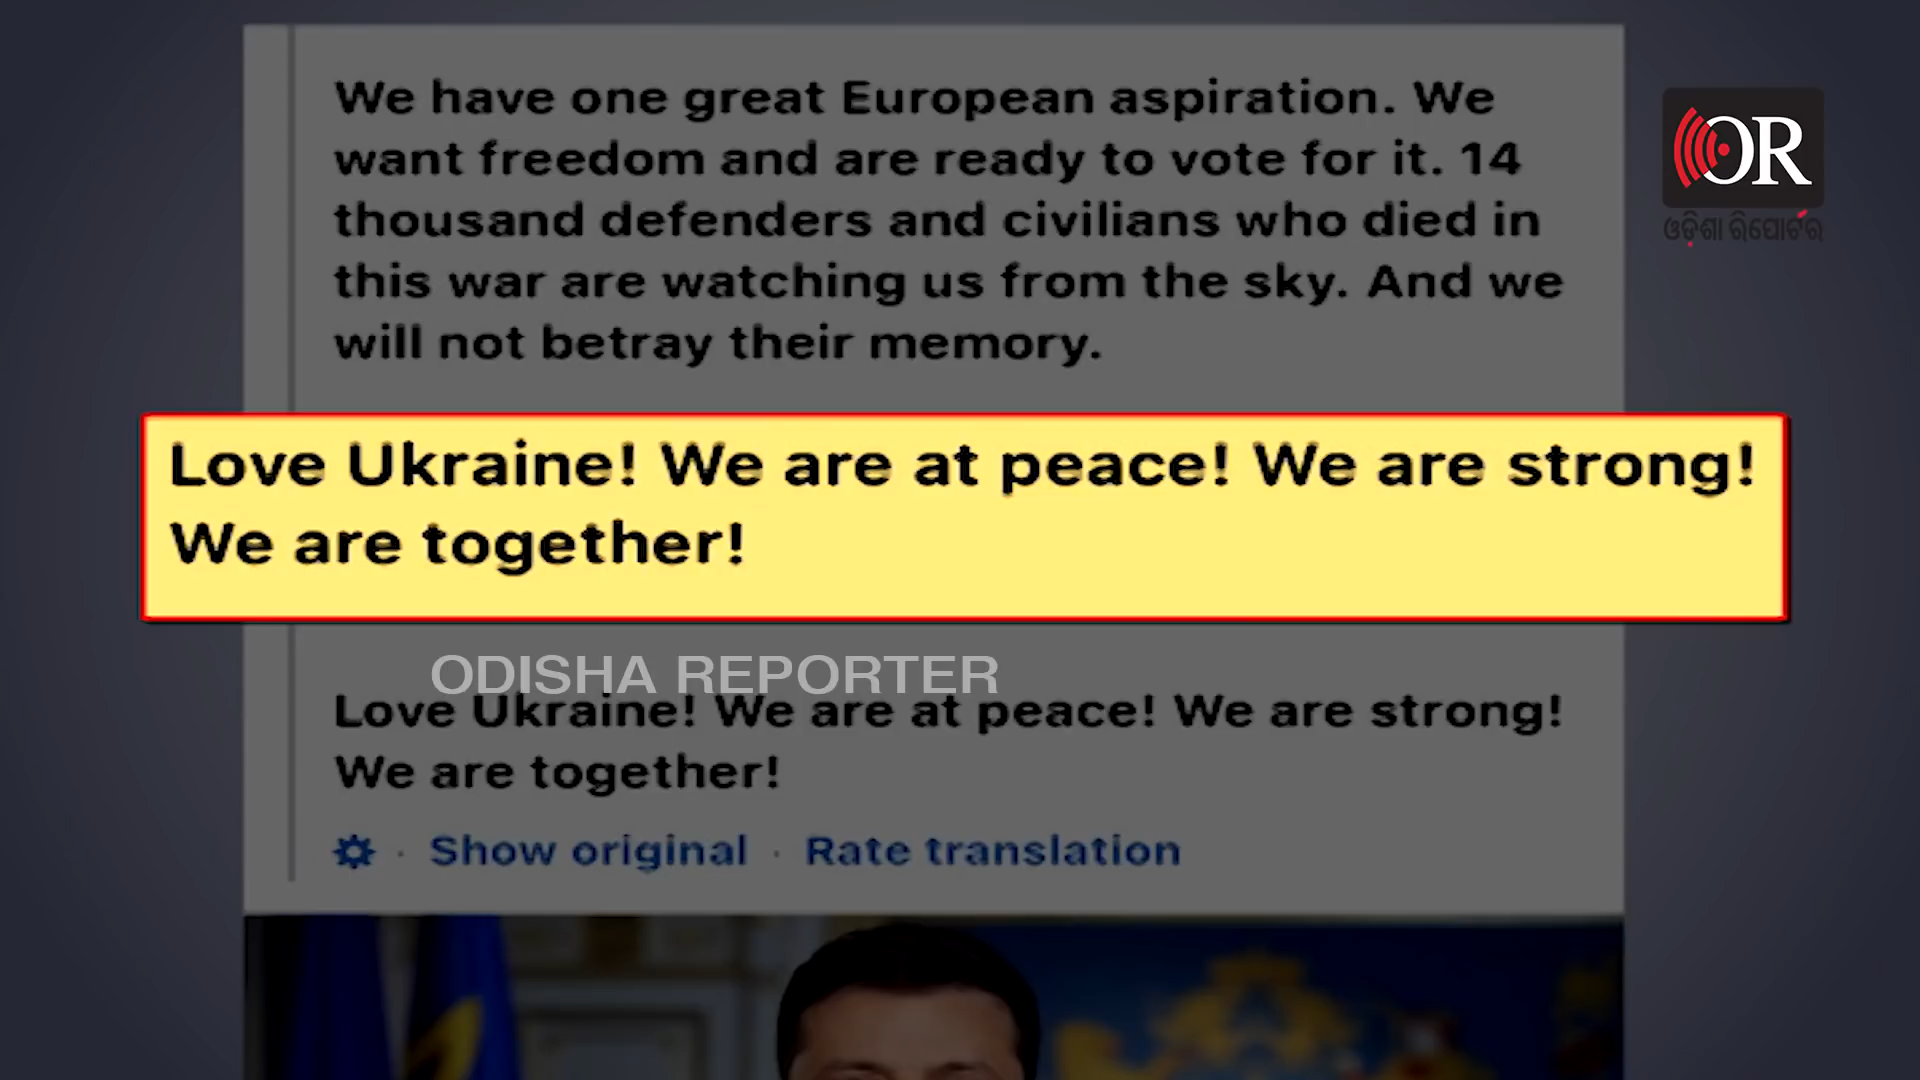 We have one great European aspiration. We
want freedom and are ready to vote for it. 14
thousand defenders and civilians who died in
this war are watching us from the sky. And we
will not betray their memory.
OR
ଓଡ଼ିଶା ରିପୋର୍ଟର
Love Ukraine! We are at peace! We are strong!
We are together!
ODISHA REPORTER
Love Ukraine! We are at peace! We are strong!
We are together!
· Show original · Rate translation